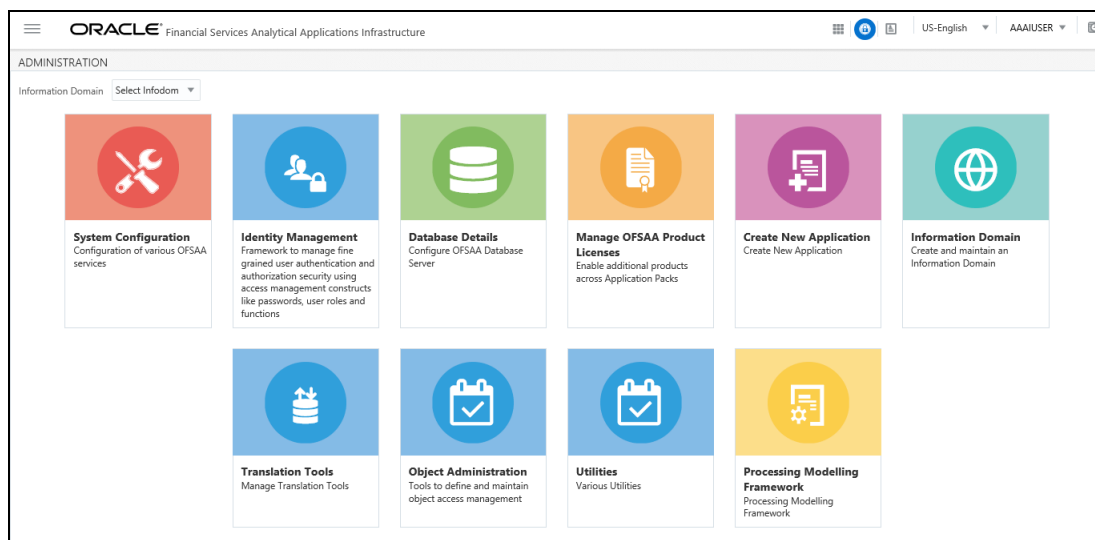 ORACLE® Financial Services Analytical Applications Infrastructure
US-English
AAAIUSER
ADMINISTRATION
Information Domain
Select Infodom
System Configuration
Configuration of various OFSAA
services
Identity Management
Framework to manage fine
grained user authentication and
authorization security using
access management constructs
like passwords, user roles and
functions
Database Details
Configure OFSAA Database
Server
Manage OFSAA Product
Licenses
Enable additional products
across Application Packs
Create New Application
Create New Application
Information Domain
Create and maintain an
Information Domain
Translation Tools
Manage Translation Tools
Object Administration
Tools to define and maintain
object access management
Utilities
Various Utilities
Processing Modelling
Framework
Processing Modelling
Framework